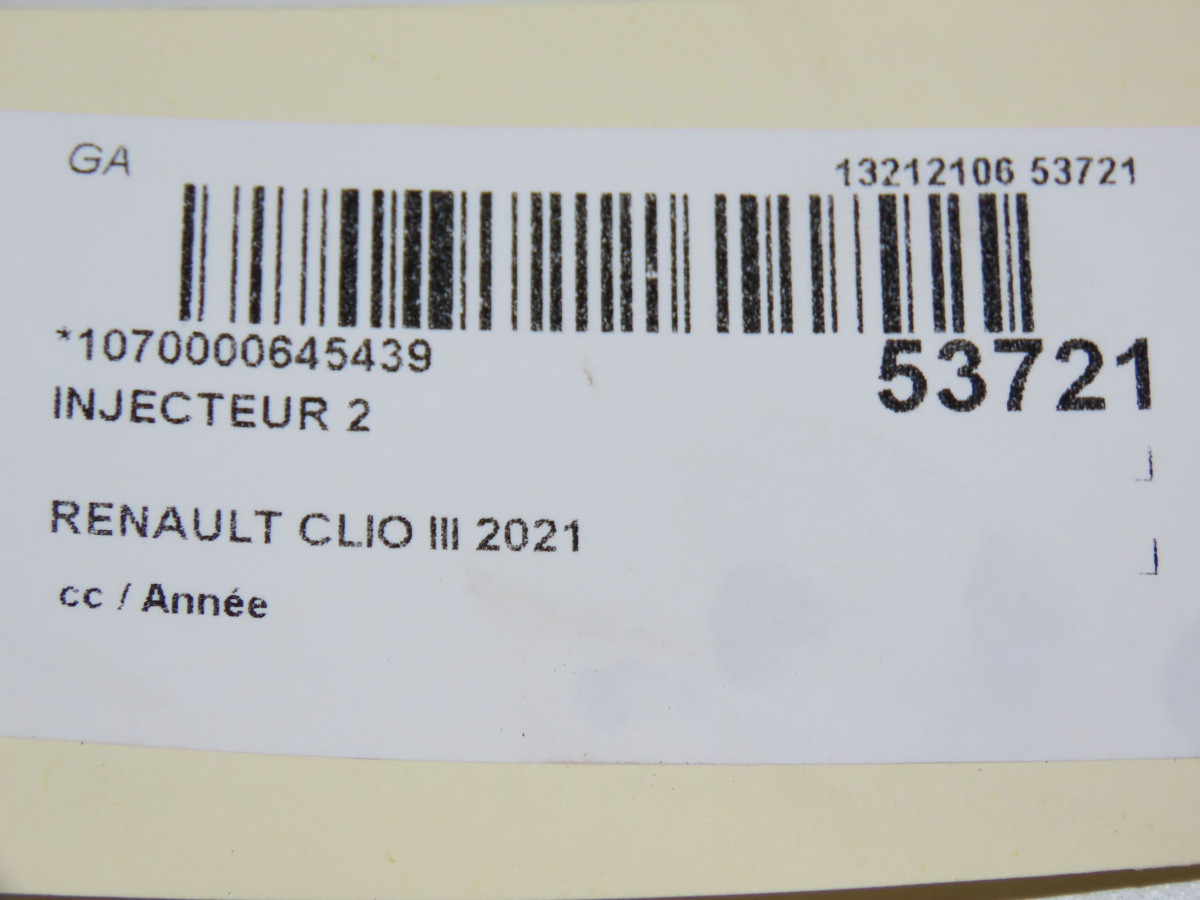 GA
13212106 53721
*1070000645439
53721
INJECTEUR 2
RENAULT CLIO III 2021
cc / Année